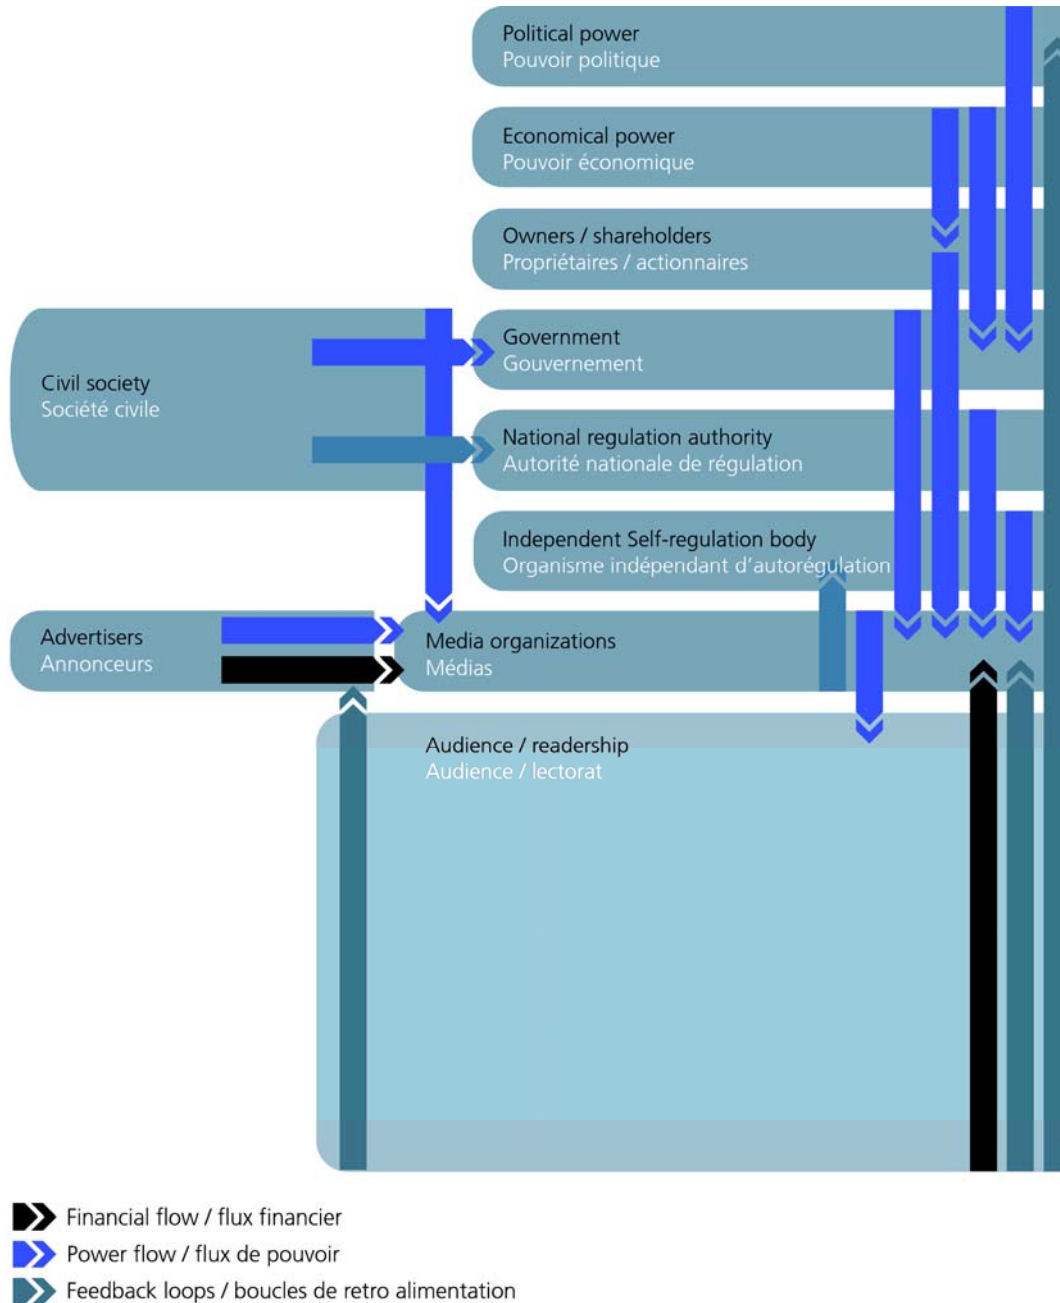 Political power
Pouvoir politique
Economical power
Pouvoir économique
Owners / shareholders
Propriétaires / actionnaires
Government
Gouvernement
Civil society
Société civile
National regulation authority
Autorité nationale de régulation
Independent Self-regulation body
Organisme indépendant d’autorégulation
Advertisers
Annonceurs
Media organizations
Médias
Audience / readership
Audience / lectorat
Financial flow / flux financier
Power flow / flux de pouvoir
Feedback loops / boucles de retro alimentation